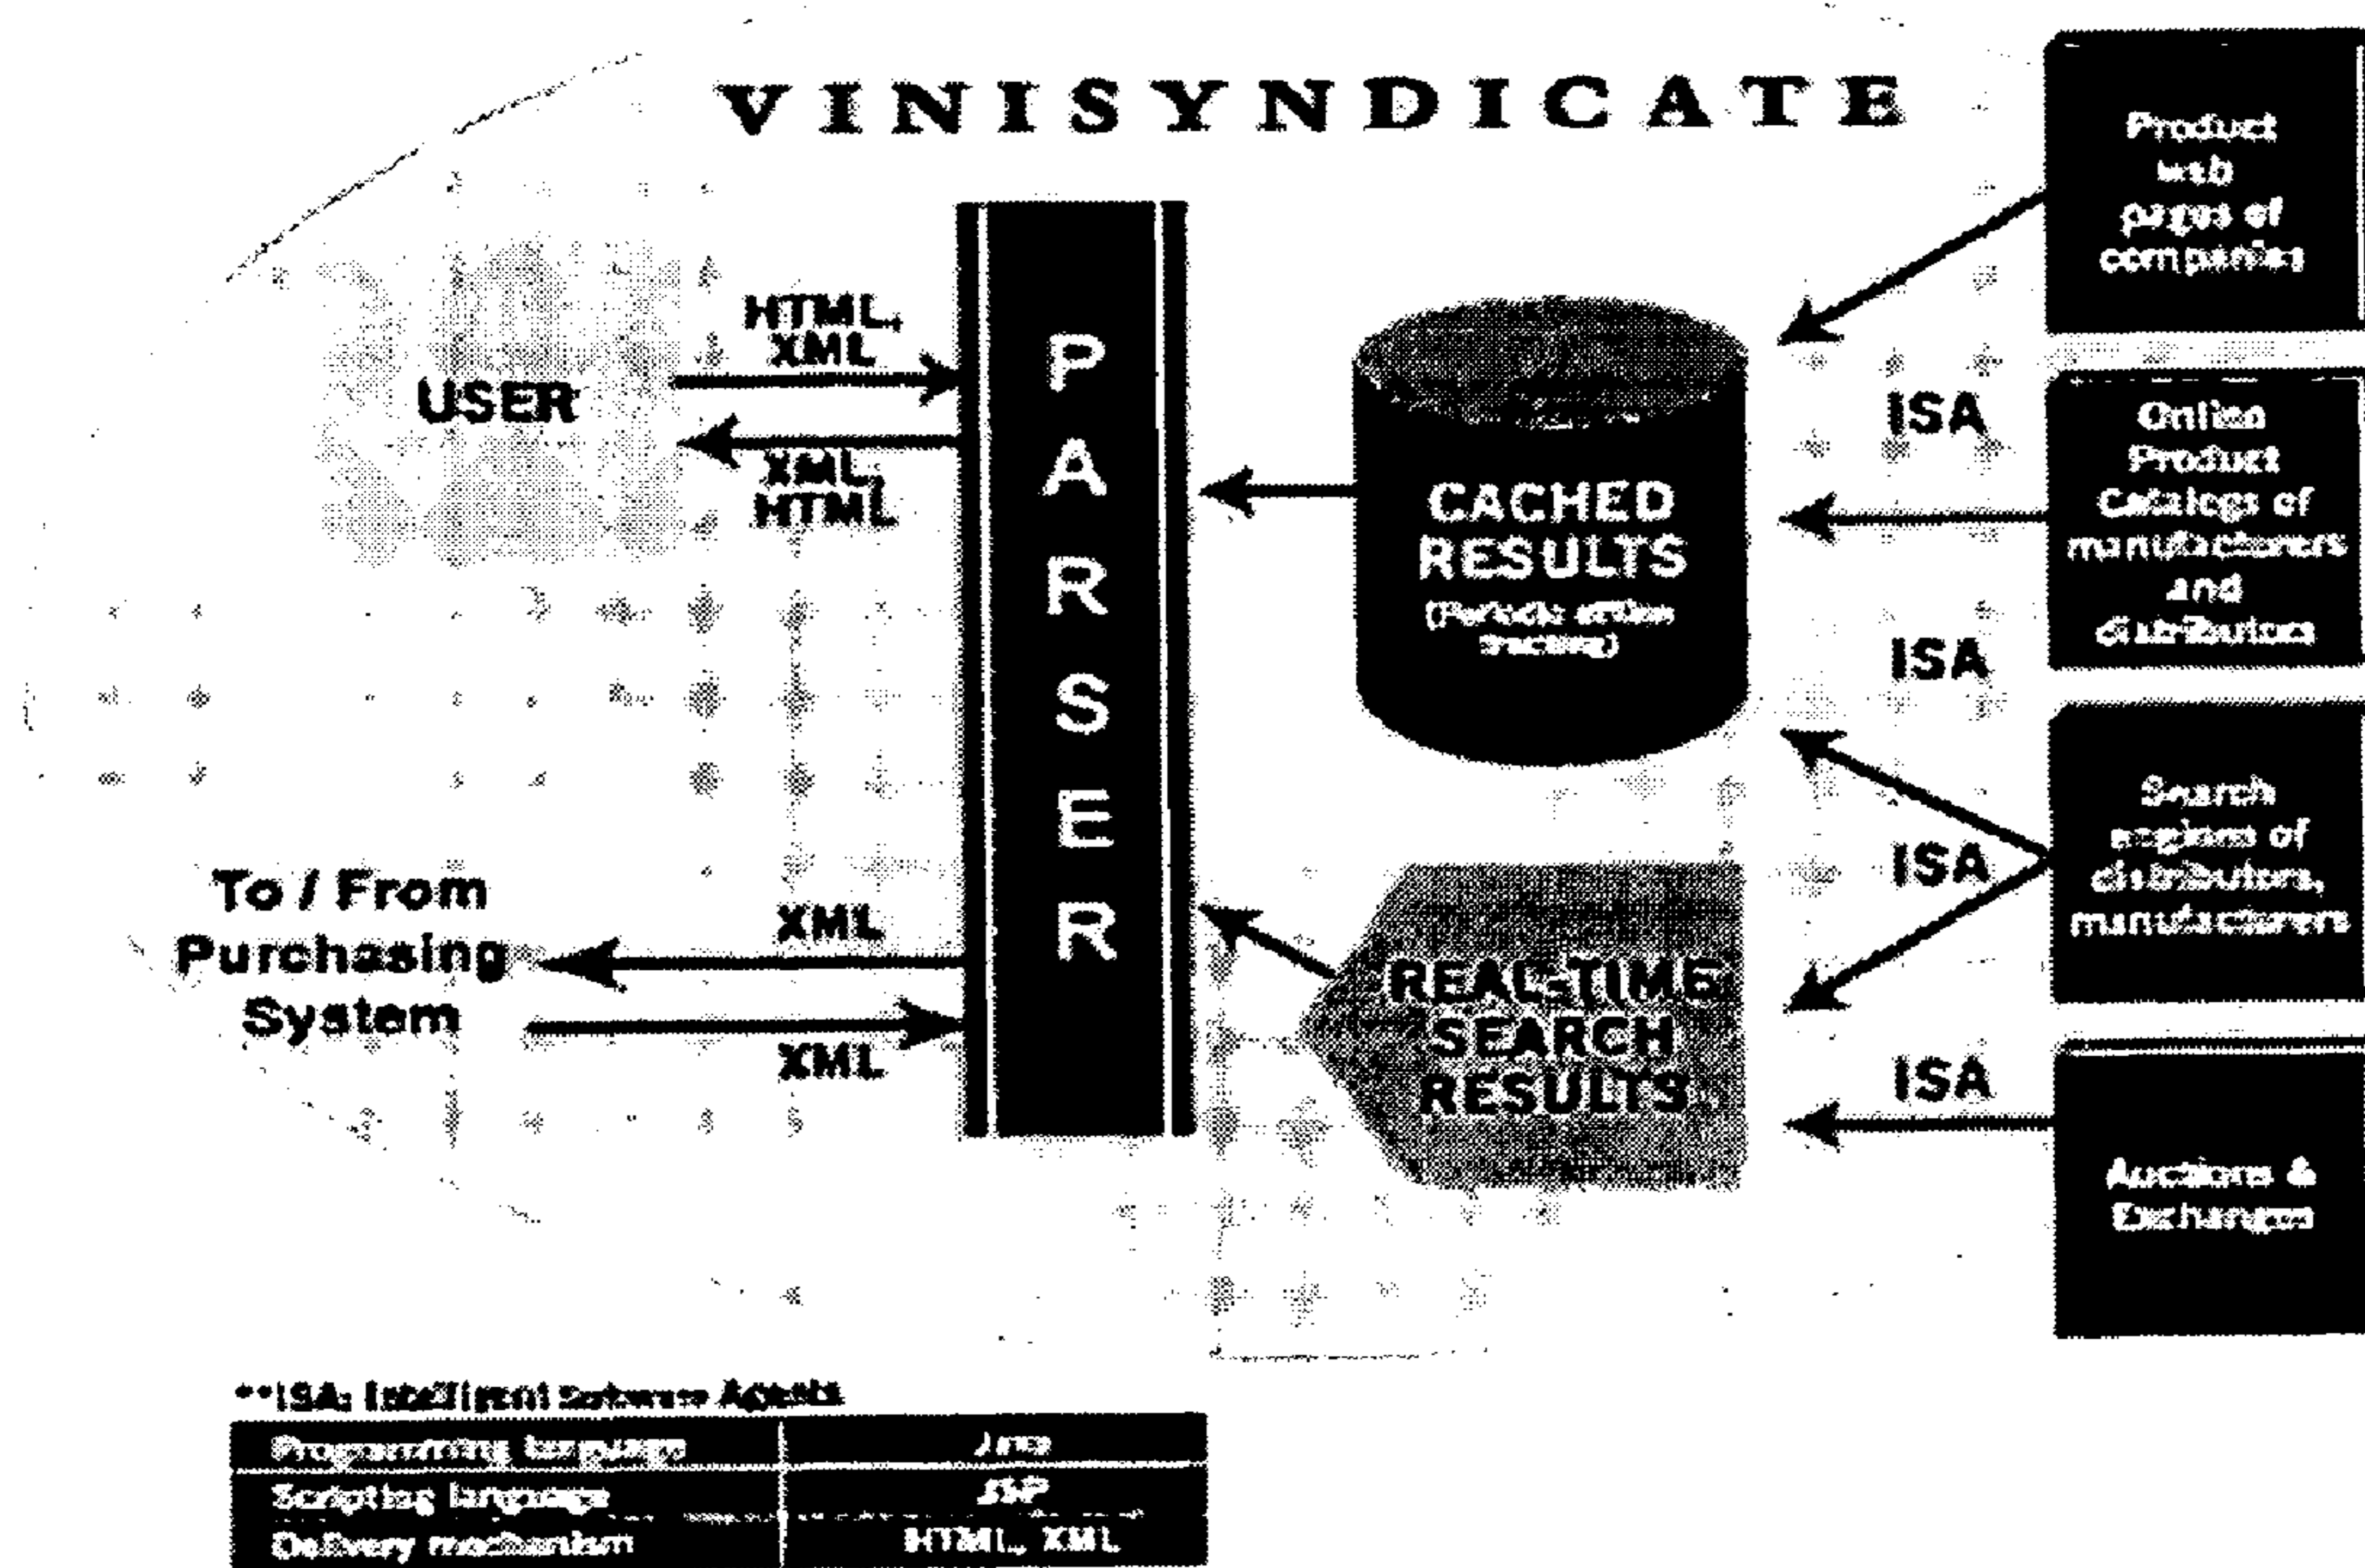 VINISYNDICATE
Product
web
pages of
companies
HTML,
XML
USER
XML,
HTML
PARSER
CACHED
RESULTS
(Periodic
ISA
Online
Product
Catalogs of
manufacturers
and
distributors
ISA
Search
engines of
distributors,
manufacturers
ISA
To / From
Purchasing
System
XML
XML
REAL-TIME
SEARCH
RESULTS
ISA
Auctions &
Exchanges
**ISA: Intelligent Software Agents
Programming language Java
Scripting language JSP
Delivery mechanism HTML, XML